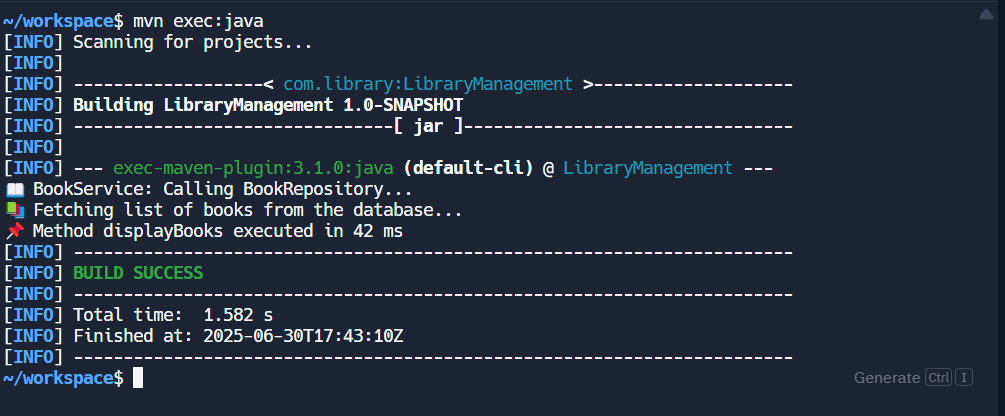 ~/workspace$ mvn exec:java
[INFO] Scanning for projects...
[INFO]
[INFO] -------------------< com.library:LibraryManagement >--------------------
[INFO] Building LibraryManagement 1.0-SNAPSHOT
[INFO] --------------------------------[ jar ]---------------------------------
[INFO]
[INFO] --- exec-maven-plugin:3.1.0:java (default-cli) @ LibraryManagement ---
📖 BookService: Calling BookRepository...
📚 Fetching list of books from the database...
📌 Method displayBooks executed in 42 ms
[INFO] ------------------------------------------------------------------------
[INFO] BUILD SUCCESS
[INFO] ------------------------------------------------------------------------
[INFO] Total time:  1.582 s
[INFO] Finished at: 2025-06-30T17:43:10Z
[INFO] ------------------------------------------------------------------------
~/workspace$
Generate Ctrl I